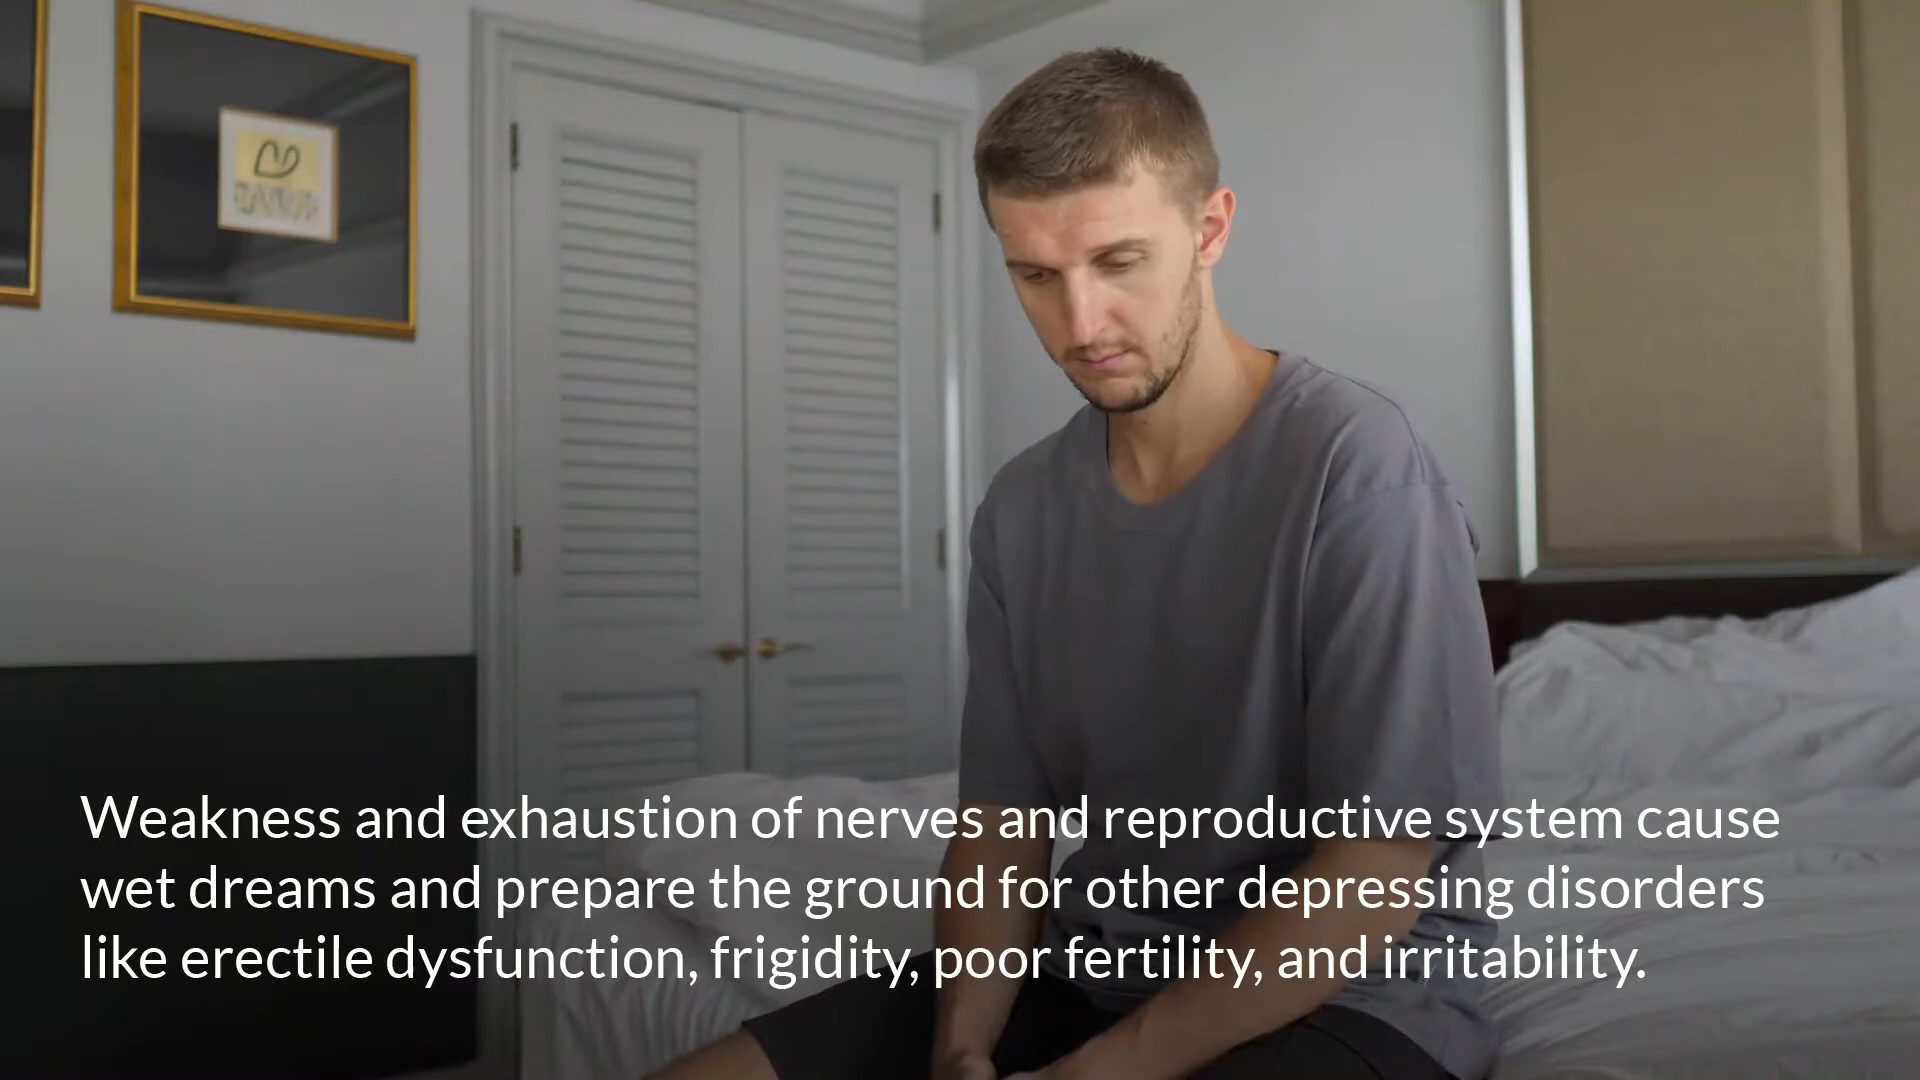 Weakness and exhaustion of nerves and reproductive system cause
wet dreams and prepare the ground for other depressing disorders
like erectile dysfunction, frigidity, poor fertility, and irritability.